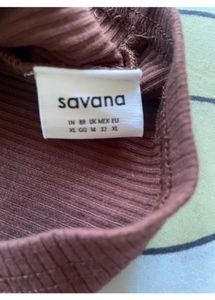 savana
IN BR UK MEX EU
XL GG 14 32 XL